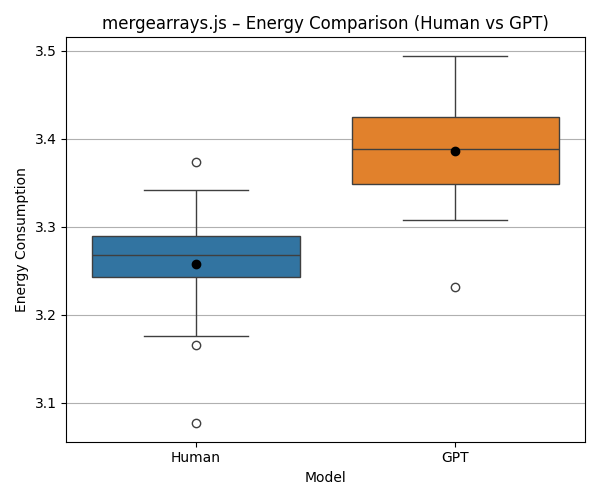 mergearrays.js – Energy Comparison (Human vs GPT)
Energy Consumption
3.5
3.4
3.3
3.2
3.1
Human
GPT
Model